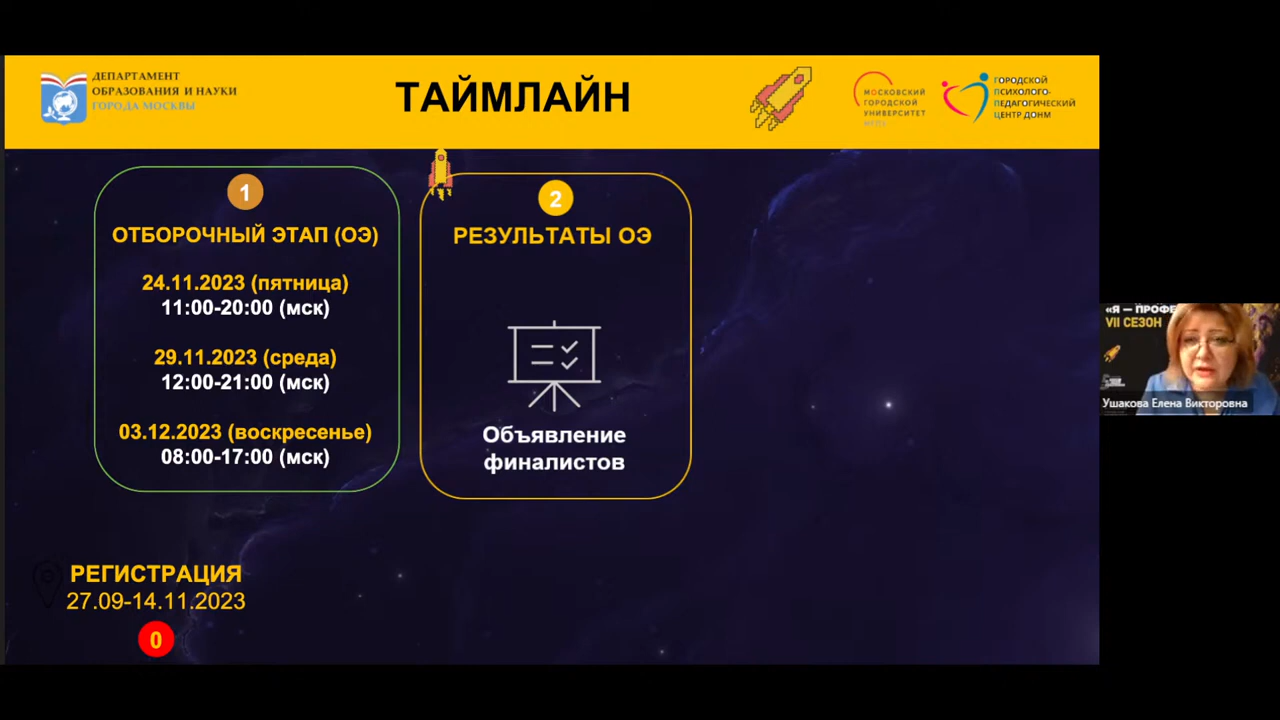 ДЕПАРТАМЕНТ
ОБРАЗОВАНИЯ И НАУКИ
ГОРОДА МОСКВЫ
ТАЙМЛАЙН
МОСКОВСКИЙ
ГОРОДСКОЙ
УНИВЕРСИТЕТ
ГОРОДСКОЙ
ПСИХОЛОГО-
ПЕДАГОГИЧЕСКИЙ
ЦЕНТР ДОНМ
1
ОТБОРОЧНЫЙ ЭТАП (ОЭ)
24.11.2023 (пятница)
11:00-20:00 (мск)
29.11.2023 (среда)
12:00-21:00 (мск)
03.12.2023 (воскресенье)
08:00-17:00 (мск)
2
РЕЗУЛЬТАТЫ ОЭ
Объявление
финалистов
РЕГИСТРАЦИЯ
27.09-14.11.2023
0
«Я — ПРОФЕ
VII СЕЗОН
Ушакова Елена Викторовна